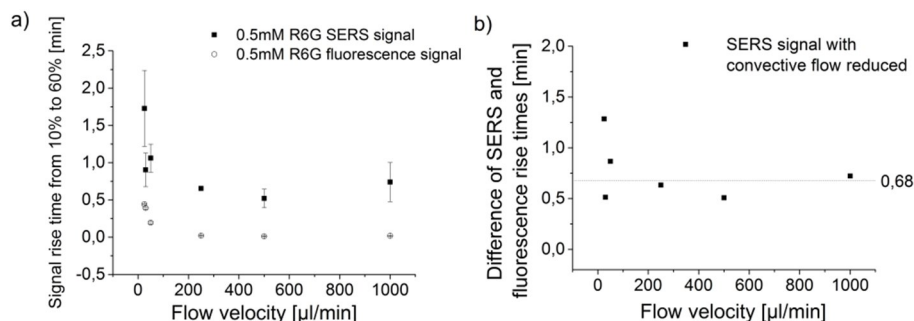 a)
0.5mM R6G SERS signal
0.5mM R6G fluorescence signal
Signal rise time from 10% to 60% [min]
2,5
2,0
1,5
1,0
0,5
0,0
-0,5
0 200 400 600 800 1000
Flow velocity [µl/min]
b)
SERS signal with
convective flow reduced
Difference of SERS and
fluorescence rise times [min]
2,0
1,5
1,0
0,5
0,0
0,68
0 200 400 600 800 1000
Flow velocity [µl/min]